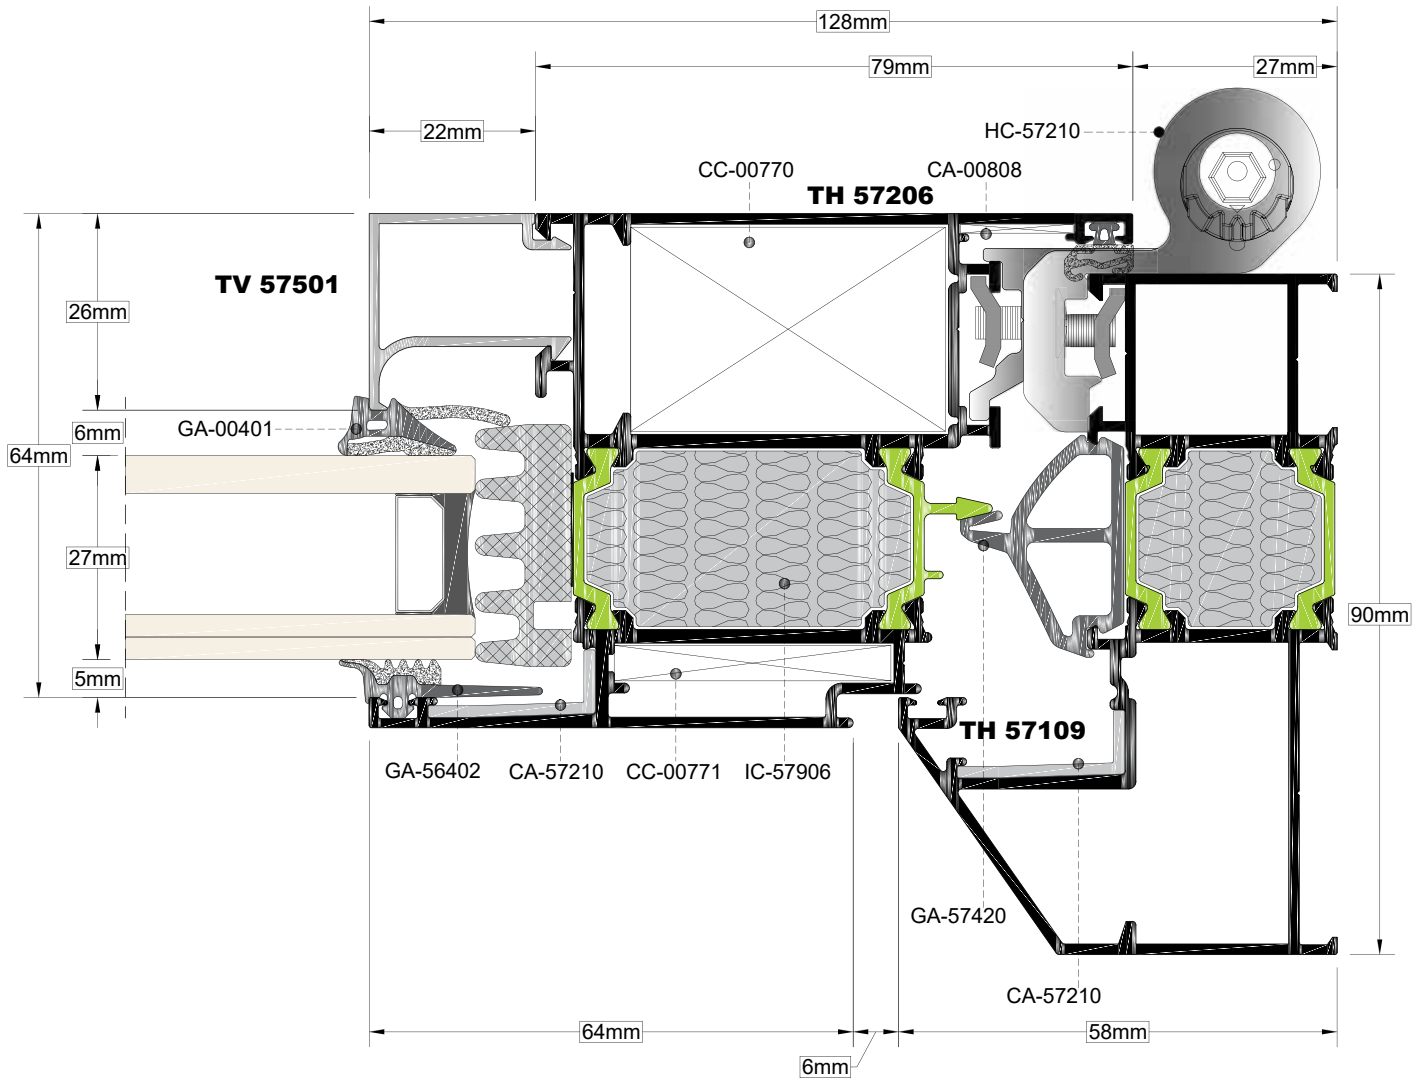 128mm
79mm
27mm
22mm
HC-57210
CC-00770
CA-00808
TH 57206
TV 57501
26mm
GA-00401
6mm
64mm
27mm
90mm
5mm
TH 57109
GA-56402
CA-57210
CC-00771
IC-57906
GA-57420
CA-57210
64mm
58mm
6mm